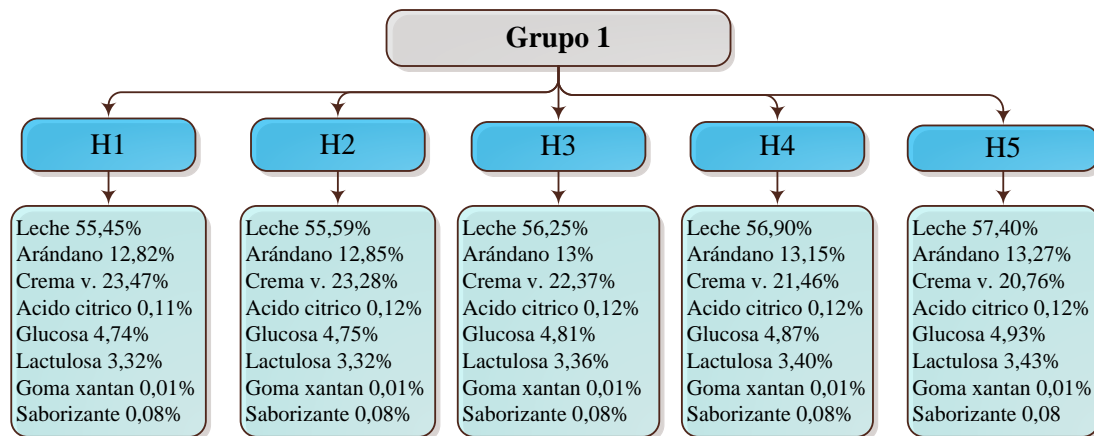 Grupo 1
H1
H2
H3
H4
H5
Leche 55,45%
Arándano 12,82%
Crema v. 23,47%
Acido citrico 0,11%
Glucosa 4,74%
Lactulosa 3,32%
Goma xantan 0,01%
Saborizante 0,08%
Leche 55,59%
Arándano 12,85%
Crema v. 23,28%
Acido citrico 0,12%
Glucosa 4,75%
Lactulosa 3,32%
Goma xantan 0,01%
Saborizante 0,08%
Leche 56,25%
Arándano 13%
Crema v. 22,37%
Acido citrico 0,12%
Glucosa 4,81%
Lactulosa 3,36%
Goma xantan 0,01%
Saborizante 0,08%
Leche 56,90%
Arándano 13,15%
Crema v. 21,46%
Acido citrico 0,12%
Glucosa 4,87%
Lactulosa 3,40%
Goma xantan 0,01%
Saborizante 0,08%
Leche 57,40%
Arándano 13,27%
Crema v. 20,76%
Acido citrico 0,12%
Glucosa 4,93%
Lactulosa 3,43%
Goma xantan 0,01%
Saborizante 0,08